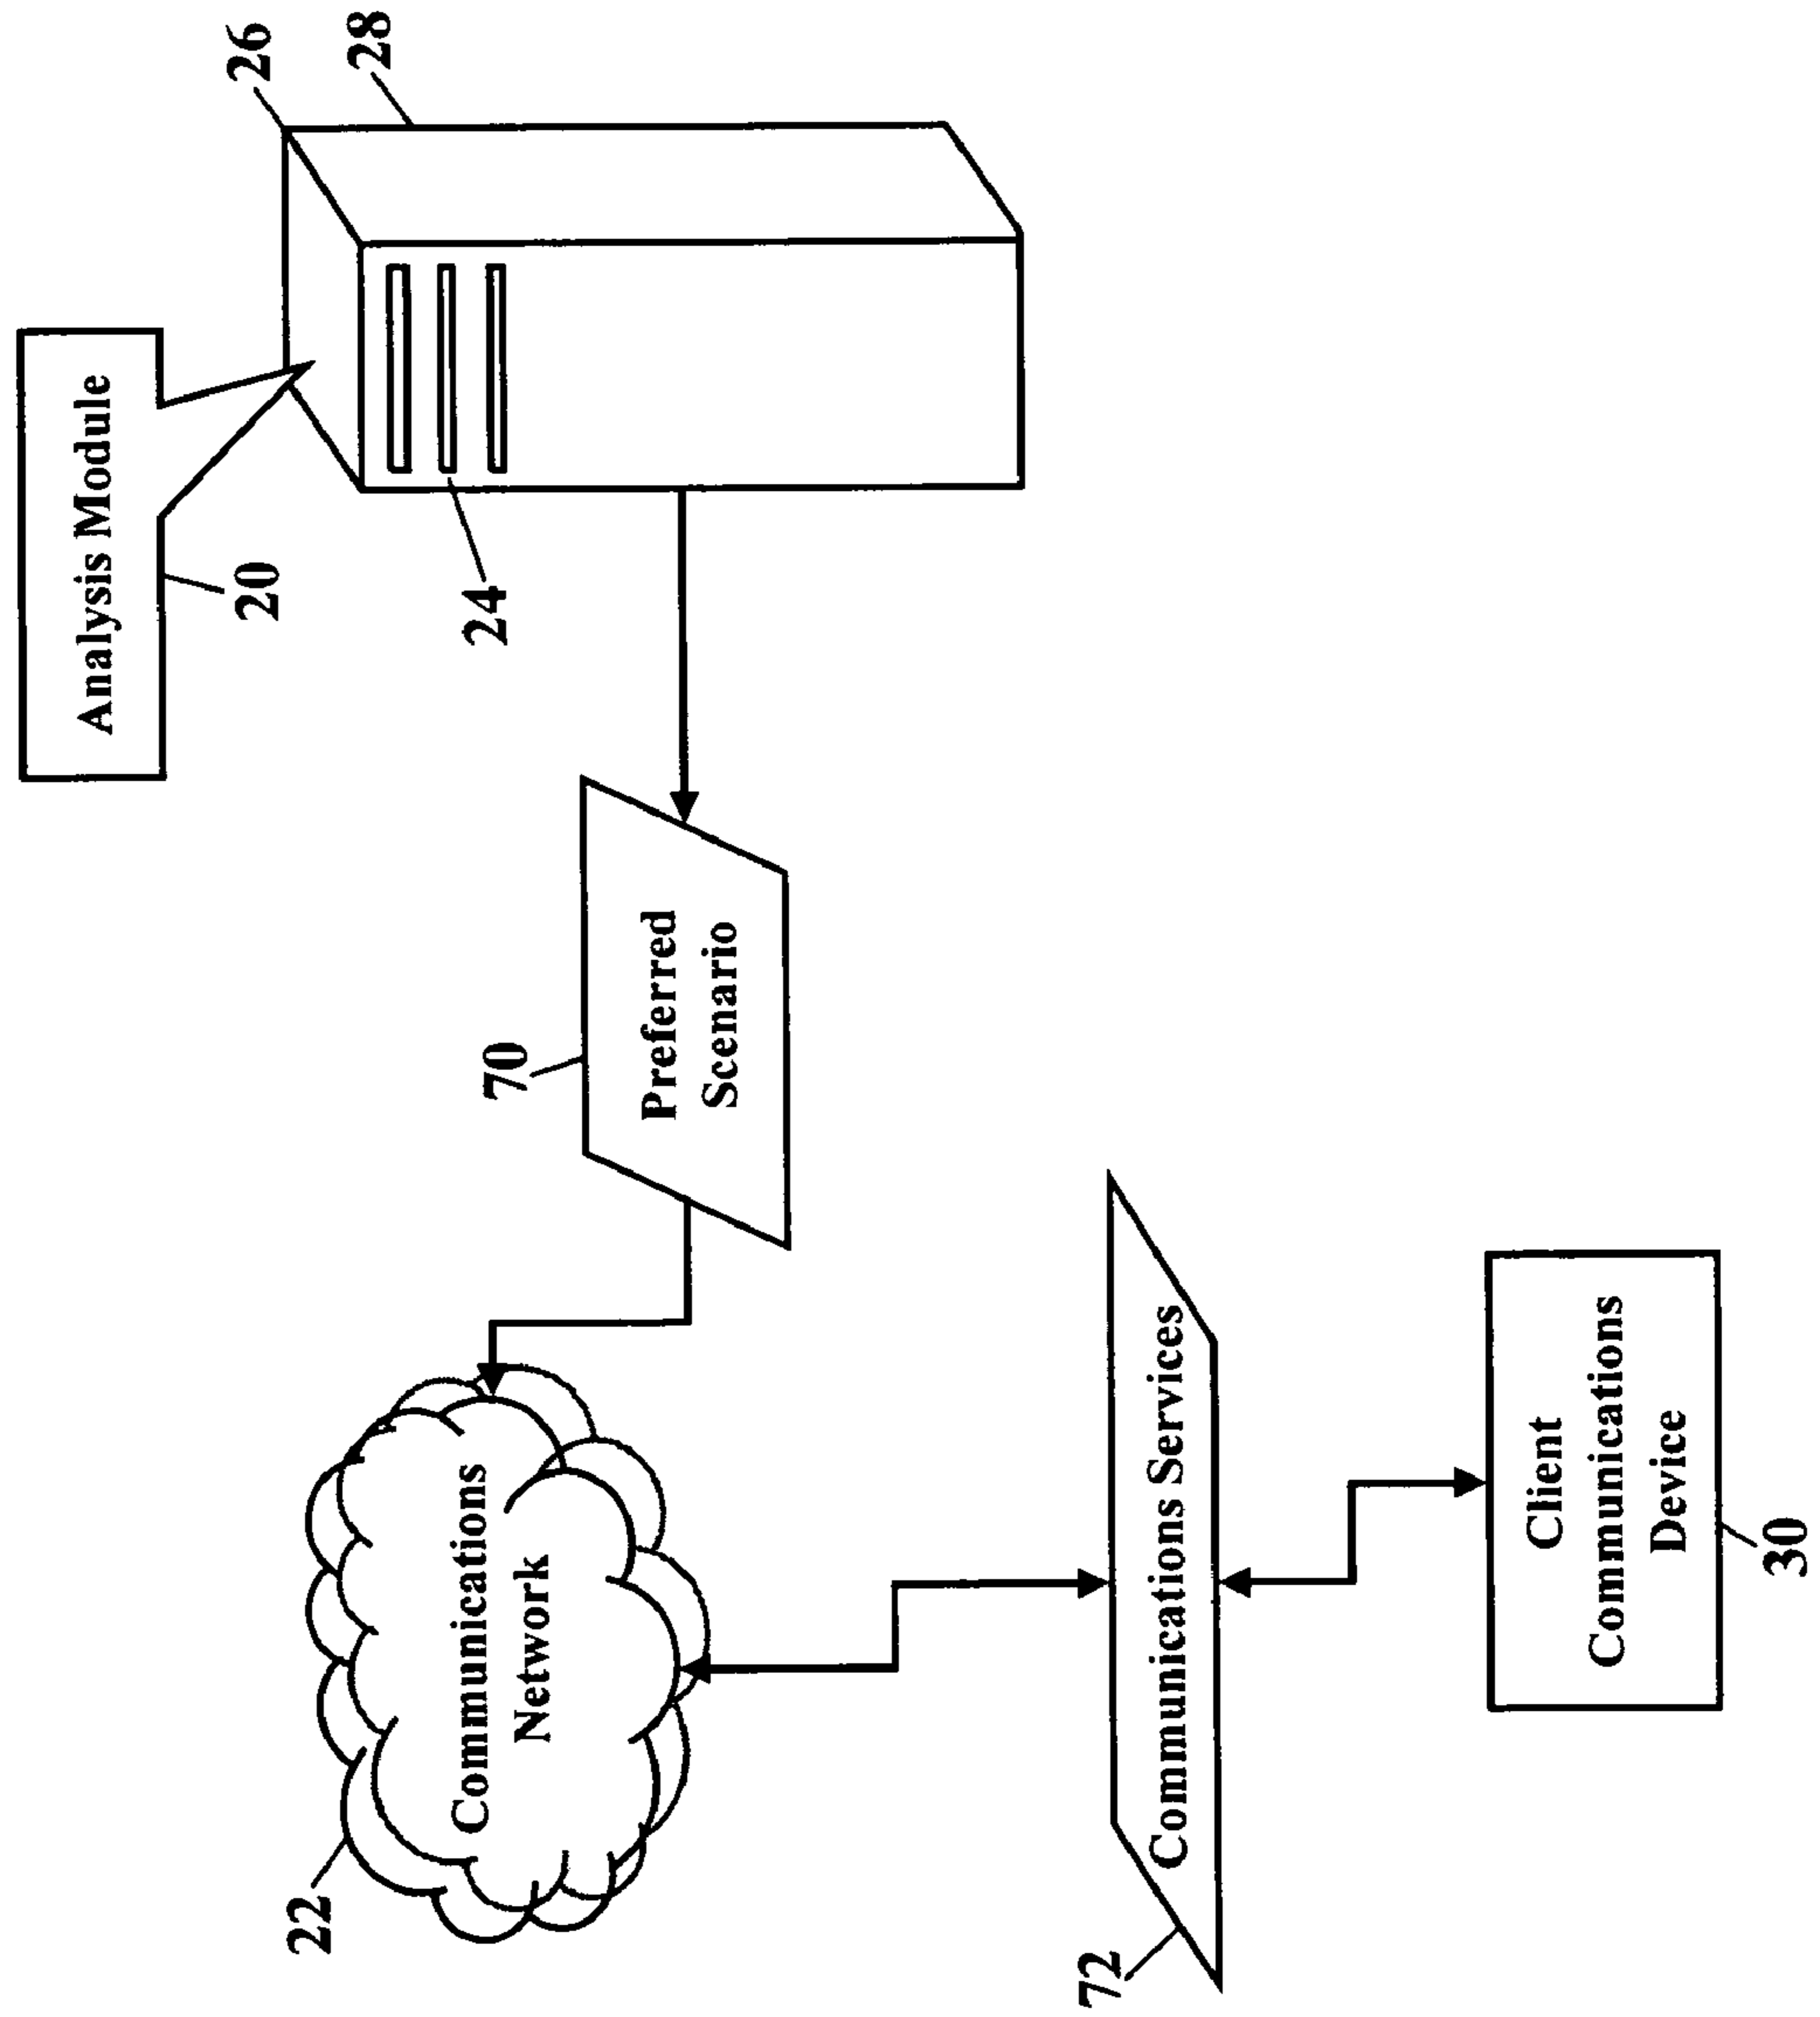 Analysis Module
20
26
28
24
70
Preferred
Scenario
22
Communications
Network
72
Communications Services
Client
Communications
Device
30